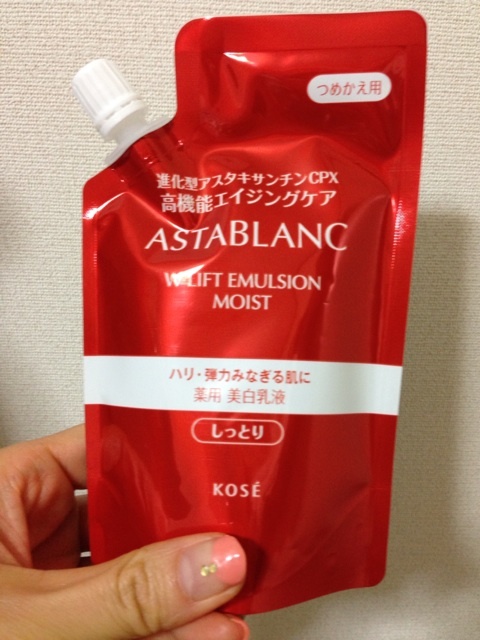 つめかえ用
進化型アスタキサンチンCPX
高機能エイジングケア
ASTABLANC
W-LIFT EMULSION
MOIST
ハリ・弾力みなぎる肌に
薬用 美白乳液
しっとり
KOSÉ